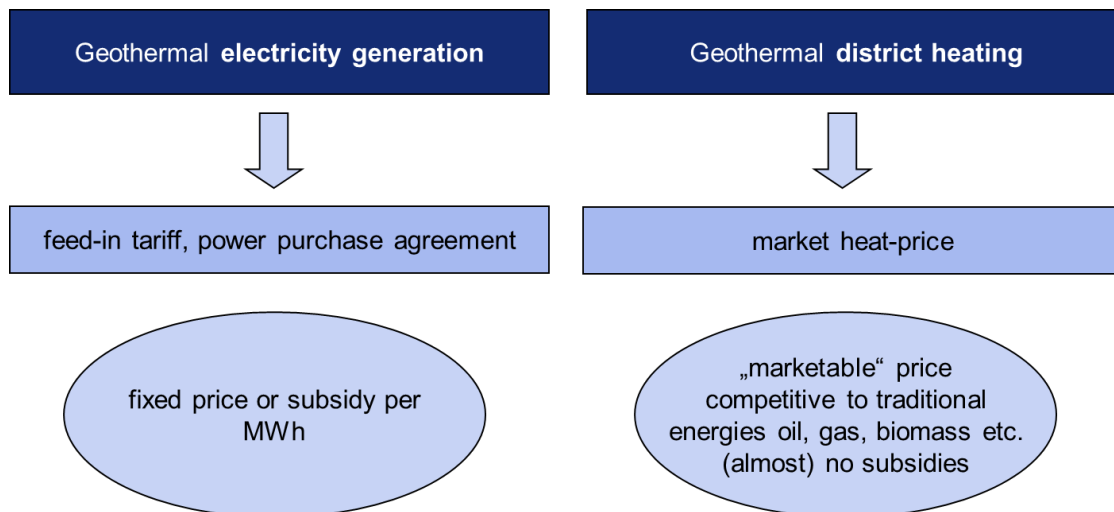 Geothermal electricity generation
Geothermal district heating
feed-in tariff, power purchase agreement
market heat-price
fixed price or subsidy per
MWh
„marketable“ price
competitive to traditional
energies oil, gas, biomass etc.
(almost) no subsidies